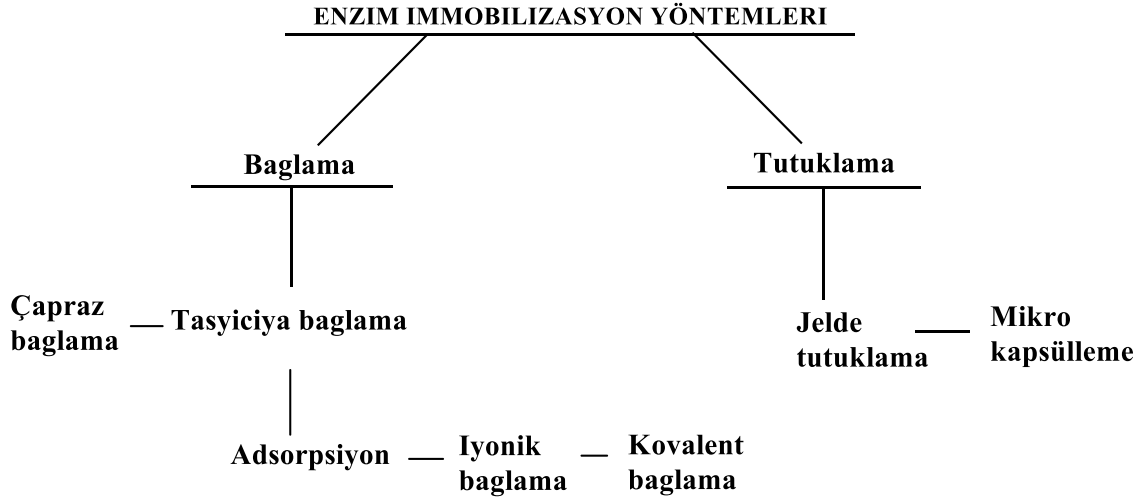 ENZIM IMMOBILIZASYON YÖNTEMLERI
Baglama
Tutuklama
Çapraz
baglama
Tasyiciya baglama
Jelde
tutuklama
Mikro
kapsülleme
Adsorpsiyon
Iyonik
baglama
Kovalent
baglama